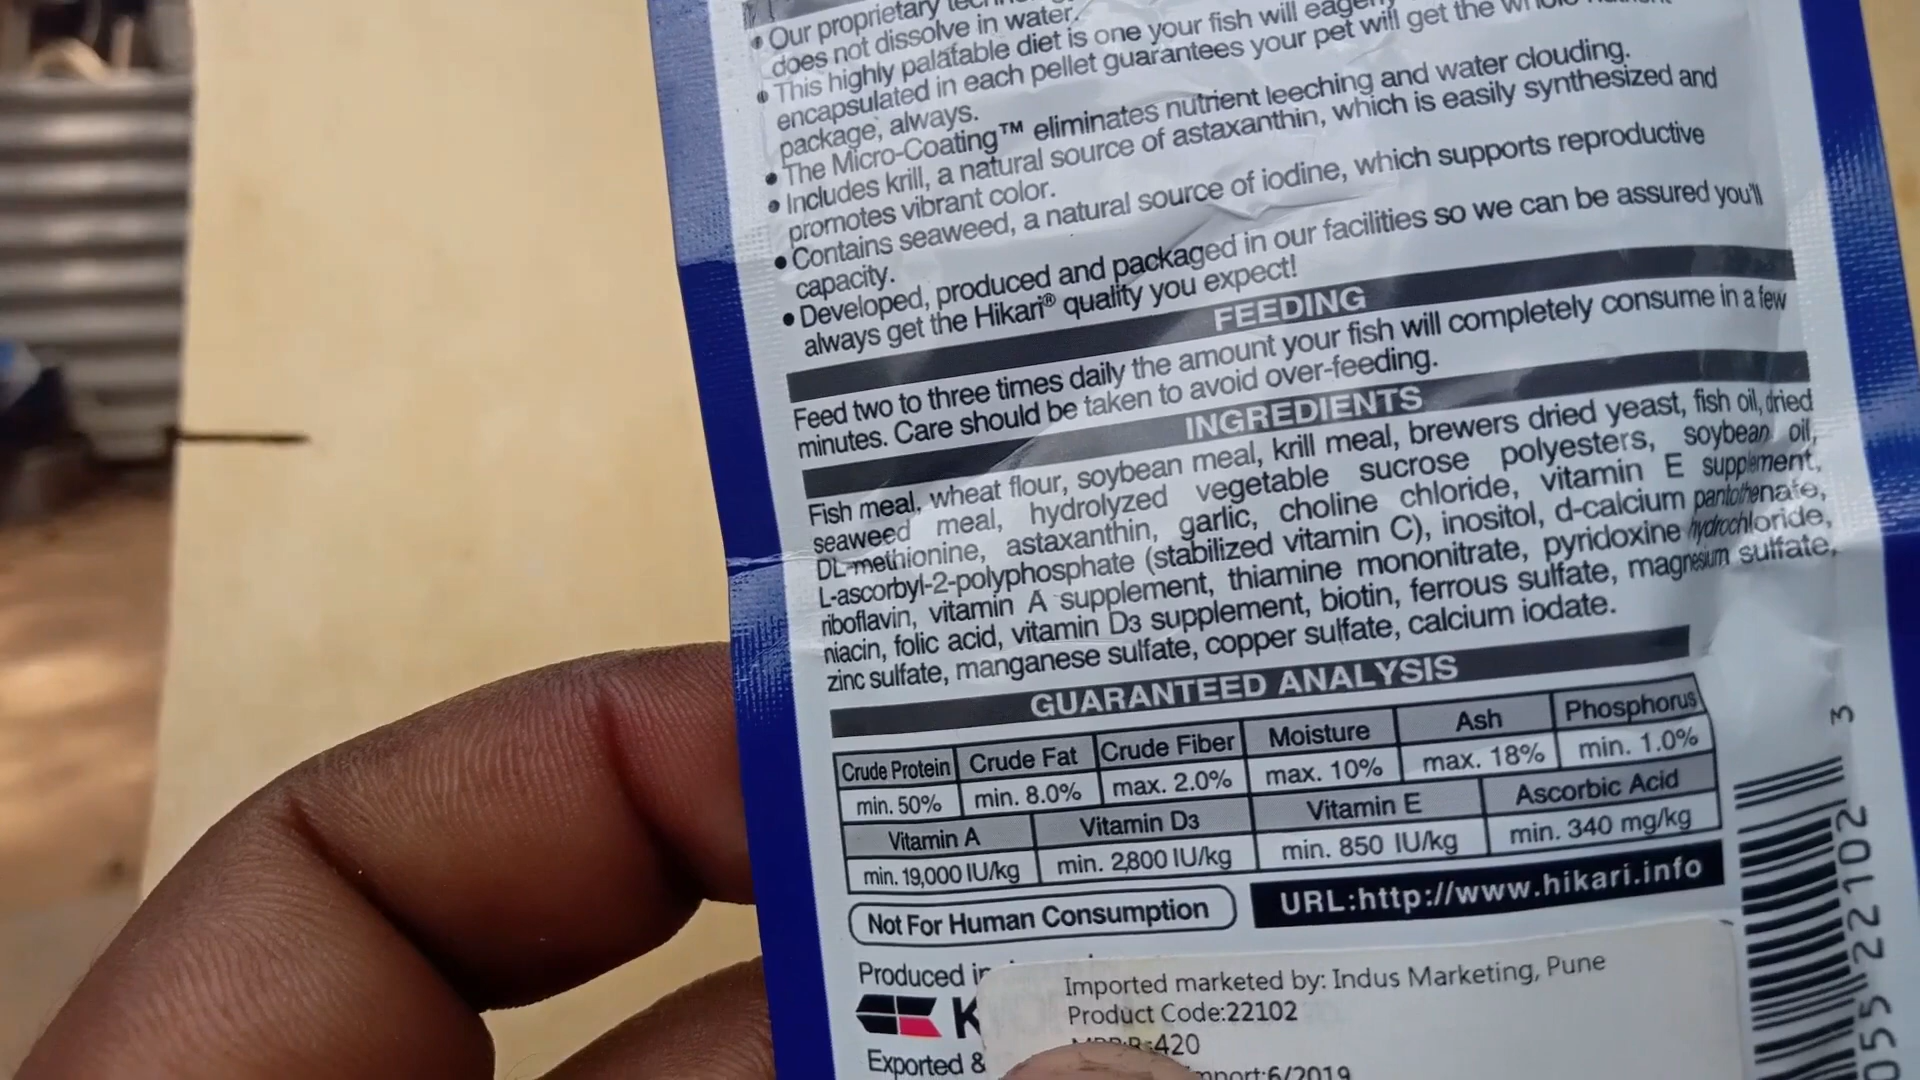 • Our proprietary
does not dissolve in water.
• This highly palatable diet is one your fish will
encapsulated in each pellet guarantees your pet will get the
package, always.
• The Micro-Coating™ eliminates nutrient leeching and water clouding.
• Includes krill, a natural source of astaxanthin, which is easily synthesized and
promotes vibrant color.
• Contains seaweed, a natural source of iodine, which supports reproductive
capacity.
• Developed, produced and packaged in our facilities so we can be assured you'll
always get the Hikari® quality you expect!
FEEDING
Feed two to three times daily the amount your fish will completely consume in a few
minutes. Care should be taken to avoid over-feeding.
INGREDIENTS
Fish meal, wheat flour, soybean meal, krill meal, brewers dried yeast, fish oil, dried
seaweed meal, hydrolyzed vegetable sucrose polyesters, soybean oil,
DL-methionine, astaxanthin, garlic, choline chloride, vitamin E supplement,
L-ascorbyl-2-polyphosphate (stabilized vitamin C), inositol, d-calcium pantothenate,
riboflavin, vitamin A supplement, thiamine mononitrate, pyridoxine hydrochloride,
niacin, folic acid, vitamin D3 supplement, biotin, ferrous sulfate, magnesium sulfate,
zinc sulfate, manganese sulfate, copper sulfate, calcium iodate.
GUARANTEED ANALYSIS
Crude Protein Crude Fat Crude Fiber Moisture Ash Phosphorus
min. 50% min. 8.0% max. 2.0% max. 10% max. 18% min. 1.0%
Vitamin A Vitamin D3 Vitamin E Ascorbic Acid
min. 19,000 IU/kg min. 2,800 IU/kg min. 850 IU/kg min. 340 mg/kg
Not For Human Consumption URL:http://www.hikari.info
Produced
K
Exported &
Imported marketed by: Indus Marketing, Pune
Product Code:22102
420
6/2019
055 22102 3